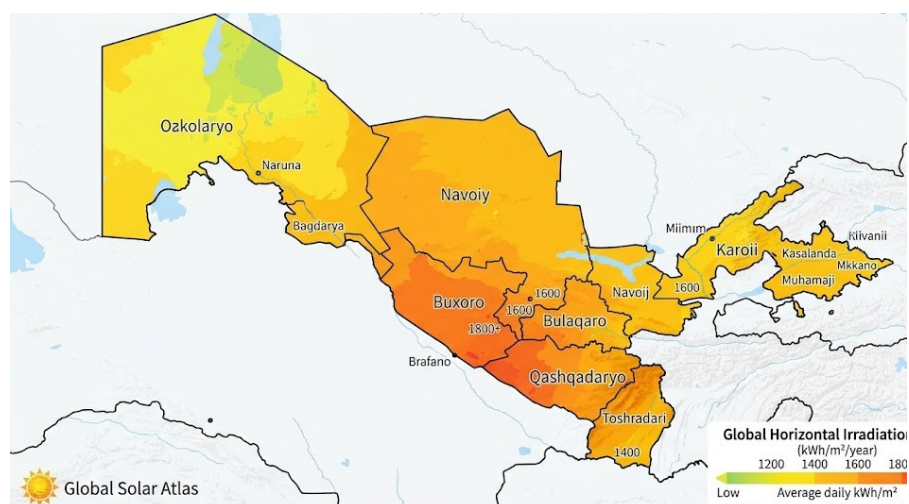 Ozkolaryo
Naruna
Bagdarya
Navoiy
Miimım
Karoii
Kiivanii
Kasalanda
Mkkano
Muhamaji
1600
Navoij
1600
1600
Buxoro
1800+
Bulaqaro
Brafano
Qashqadaryo
Toshradari
1400
Global Horizontal Irradiation
(kWh/m²/year)
1200 1400 1600 180
Low Average daily kWh/m²
Global Solar Atlas